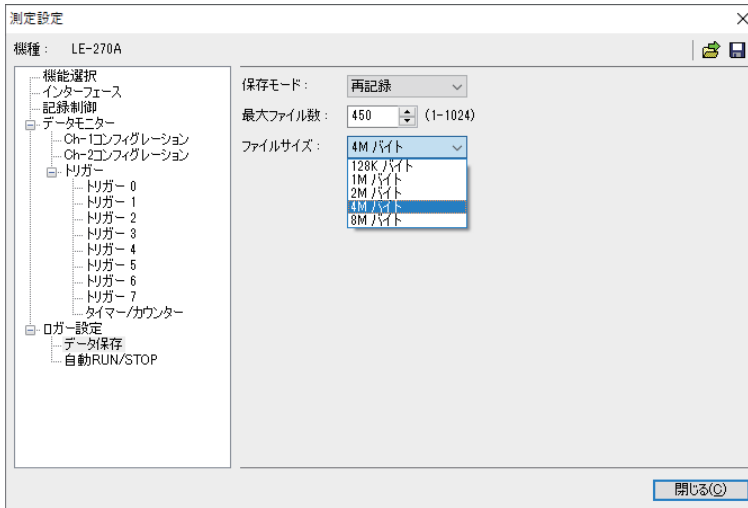 測定設定
機種： LE-270A
機能選択
インターフェース
記録制御
データモニター
Ch-1コンフィグレーション
Ch-2コンフィグレーション
トリガー
トリガー 0
トリガー 1
トリガー 2
トリガー 3
トリガー 4
トリガー 5
トリガー 6
トリガー 7
タイマー/カウンター
ロガー設定
データ保存
自動RUN/STOP
保存モード： 再記録
最大ファイル数： 450 (1-1024)
ファイルサイズ： 4M バイト
128K バイト
1M バイト
2M バイト
4M バイト
8M バイト
閉じる(C)